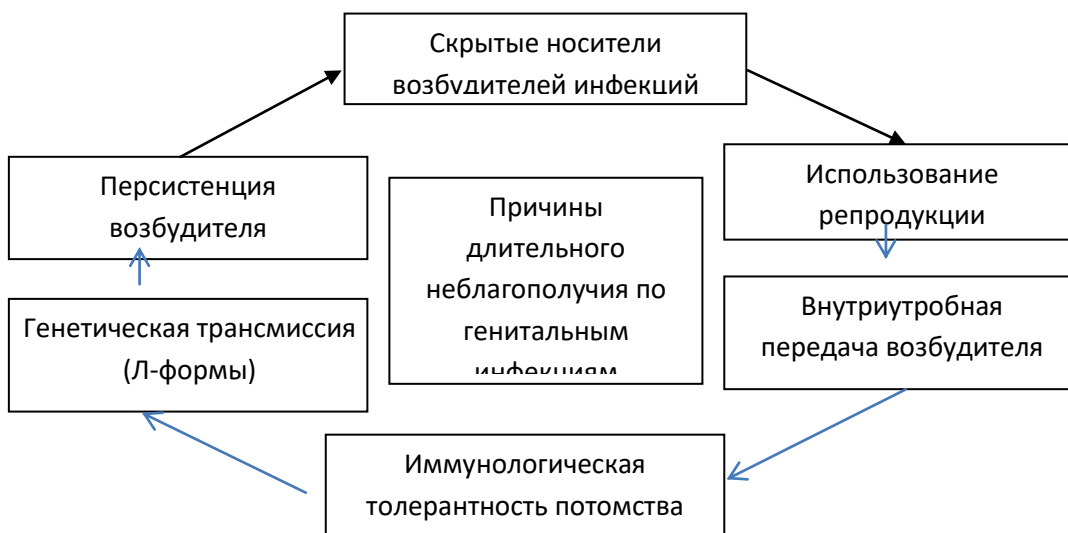 Скрытые носители
возбудителей инфекций
Персистенция
возбудителя
Причины
длительного
неблагополучия по
генитальным
инфекциям
Использование
репродукции
Генетическая трансмиссия
(Л-формы)
Внутриутробная
передача возбудителя
Иммунологическая
толерантность потомства